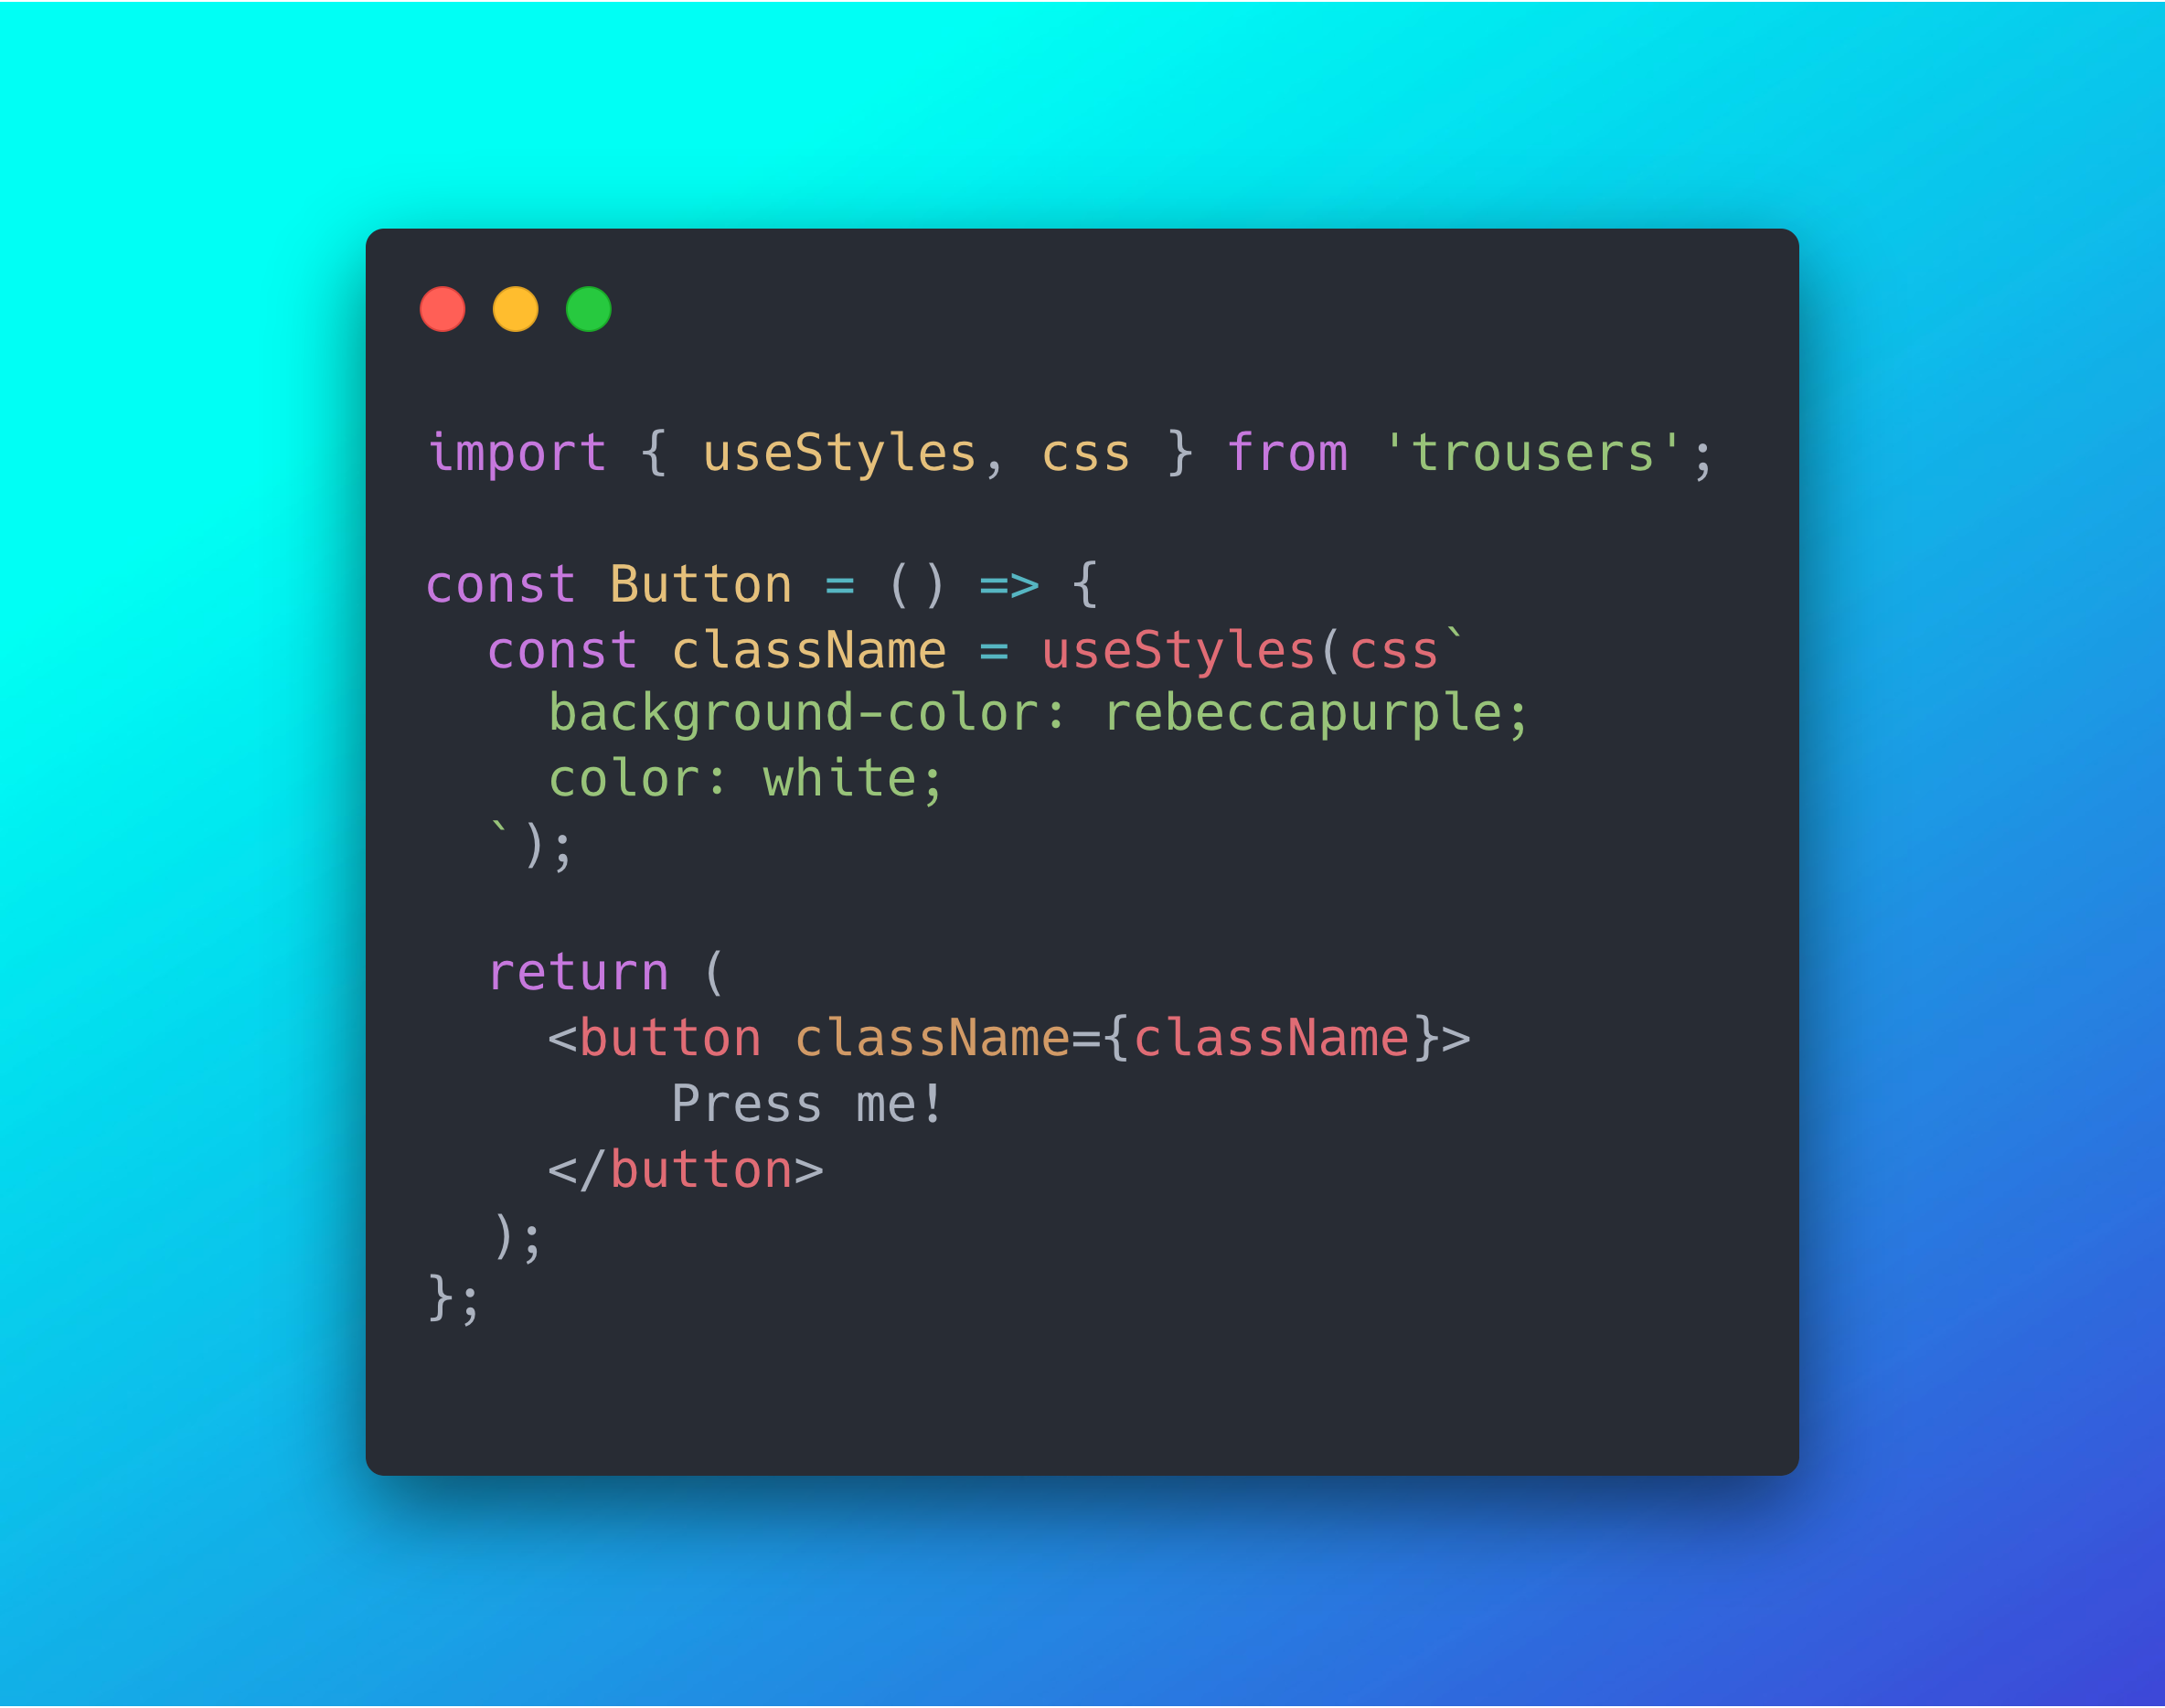 import { useStyles, css } from 'trousers';

const Button = () => {
  const className = useStyles(css`
    background-color: rebeccapurple;
    color: white;
  `);

  return (
    <button className={className}>
        Press me!
    </button>
  );
};